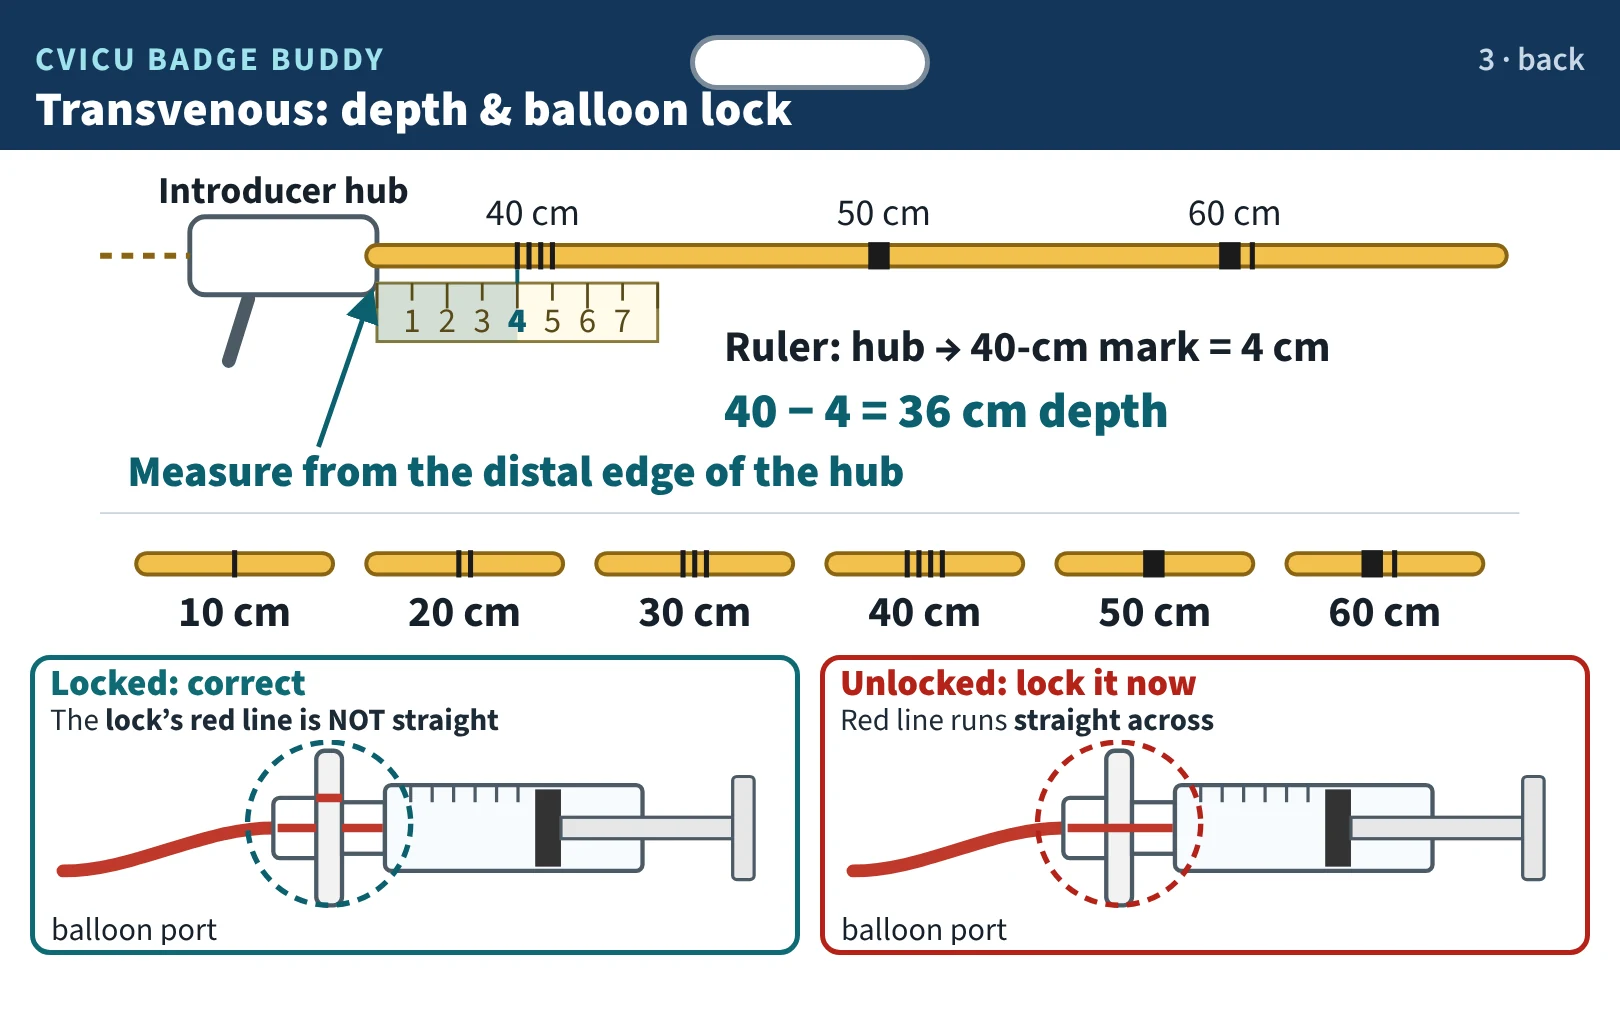 CVICU BADGE BUDDY
3 · back
Transvenous: depth & balloon lock
Introducer hub
40 cm
50 cm
60 cm
1 2 3 4 5 6 7
Ruler: hub → 40-cm mark = 4 cm
40 − 4 = 36 cm depth
Measure from the distal edge of the hub
10 cm
20 cm
30 cm
40 cm
50 cm
60 cm
Locked: correct
The lock’s red line is NOT straight
balloon port
Unlocked: lock it now
Red line runs straight across
balloon port